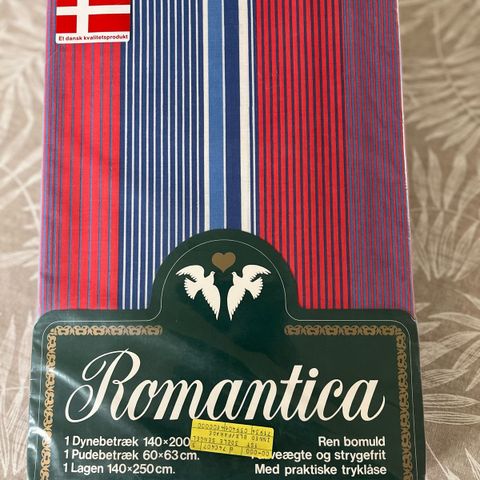 Et dansk kvalitetsprodukt
Romantica
1 Dynebetræk 140×200
1 Pudebetræk 60×63 cm.
1 Lagen 140×250 cm.
Ren bomuld
og strygefrit
Med praktiske tryklåse